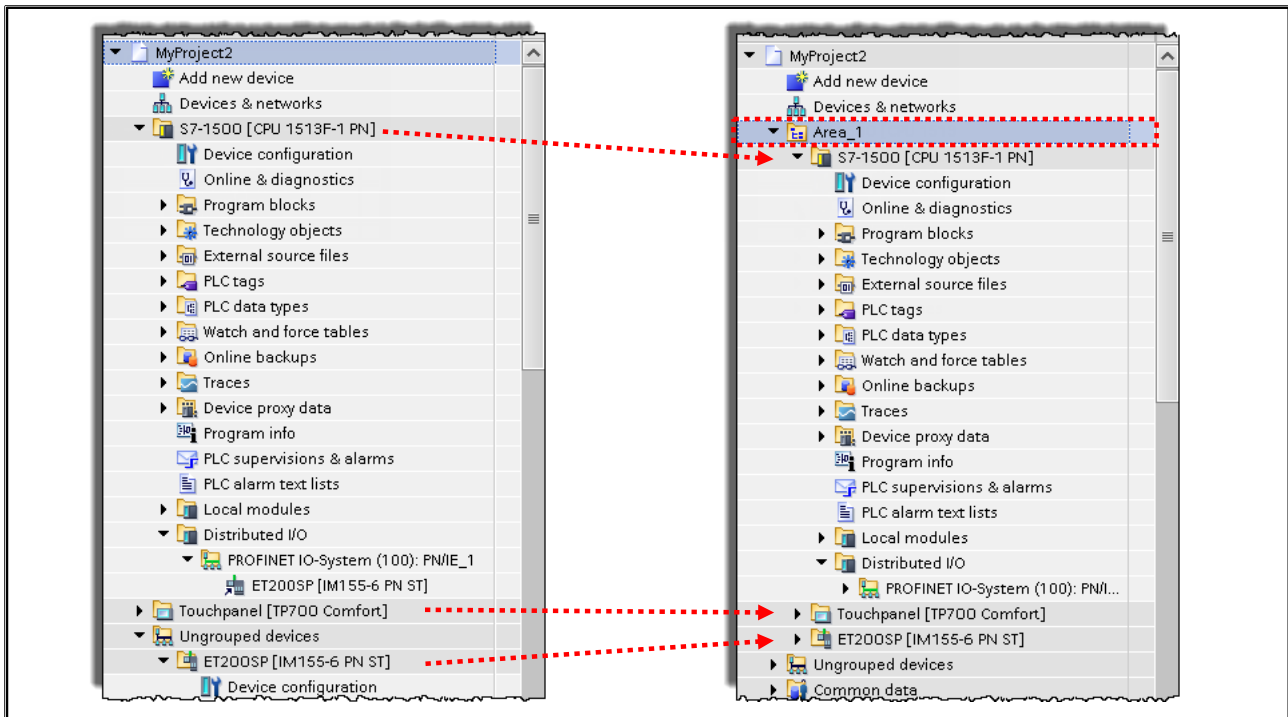 MyProject2
Add new device
Devices & networks
S7-1500 [CPU 1513F-1 PN]
Device configuration
Online & diagnostics
Program blocks
Technology objects
External source files
PLC tags
PLC data types
Watch and force tables
Online backups
Traces
Device proxy data
Program info
PLC supervisions & alarms
PLC alarm text lists
Local modules
Distributed I/O
PROFINET IO-System (100): PN/IE_1
ET200SP [IM155-6 PN ST]
Touchpanel [TP700 Comfort]
Ungrouped devices
ET200SP [IM155-6 PN ST]
Device configuration
MyProject2
Add new device
Devices & networks
Area_1
S7-1500 [CPU 1513F-1 PN]
Device configuration
Online & diagnostics
Program blocks
Technology objects
External source files
PLC tags
PLC data types
Watch and force tables
Online backups
Traces
Device proxy data
Program info
PLC supervisions & alarms
PLC alarm text lists
Local modules
Distributed I/O
PROFINET IO-System (100): PN/I...
Touchpanel [TP700 Comfort]
ET200SP [IM155-6 PN ST]
Ungrouped devices
Common data